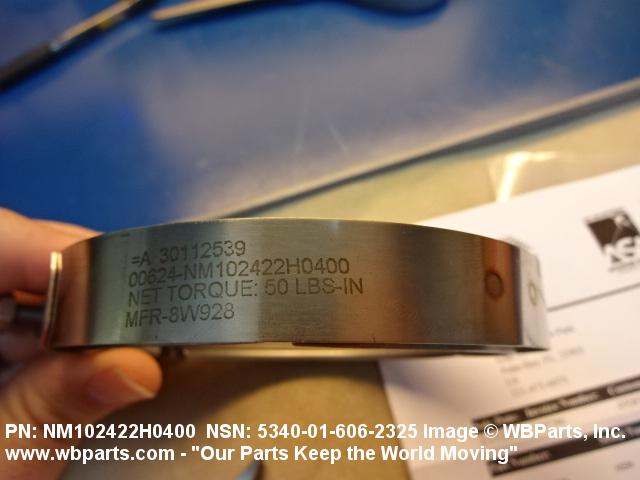 =A 30112539
00624-NM102422H0400
NET TORQUE: 50 LBS-IN
MFR-8W928
PN: NM102422H0400 NSN: 5340-01-606-2325 Image © WBParts, Inc.
www.wbparts.com - "Our Parts Keep the World Moving"